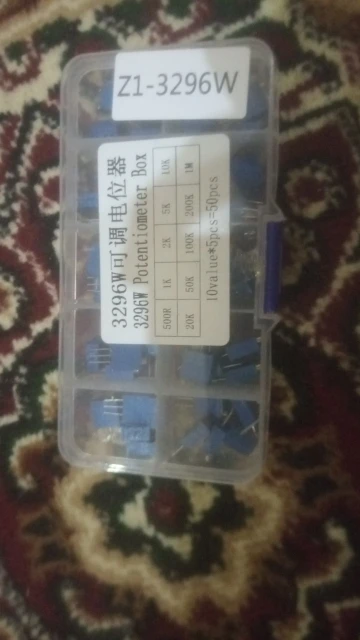 Z1-3296W
3296W可调电位器
3296W Potentiometer Box
500R 1K 2K 5K 10K
20K 50K 100K 200K 1M
10value*5pcs=50pcs